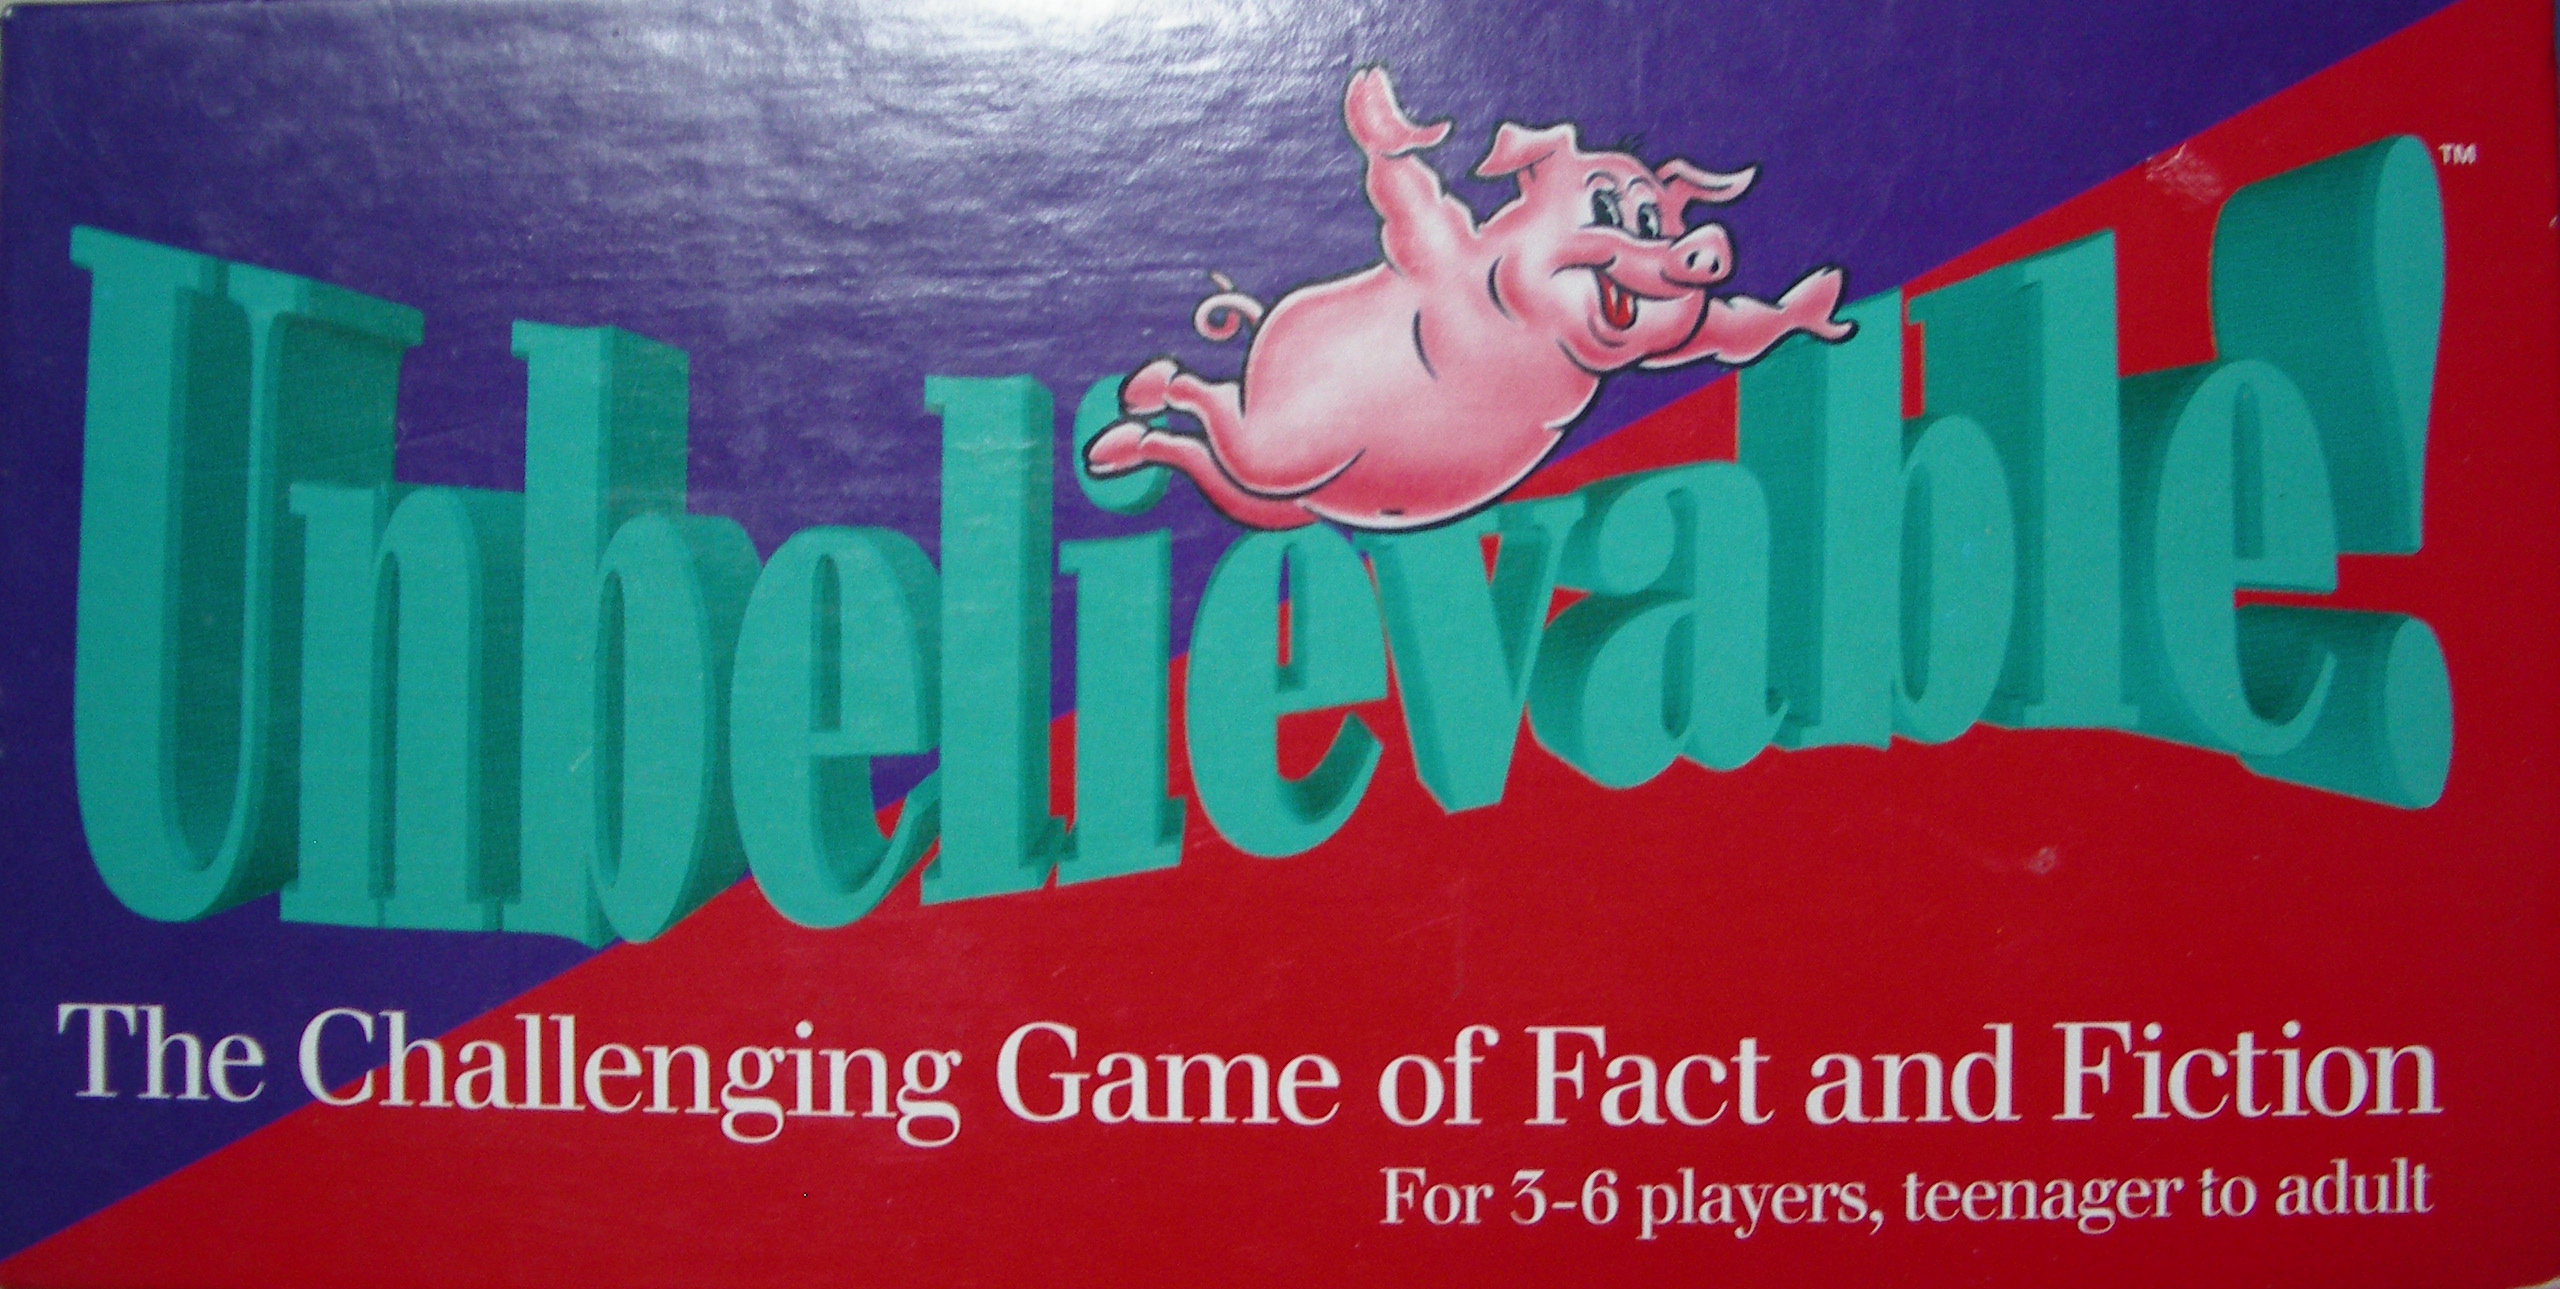 Unbelievable!™
The Challenging Game of Fact and Fiction
For 3-6 players, teenager to adult